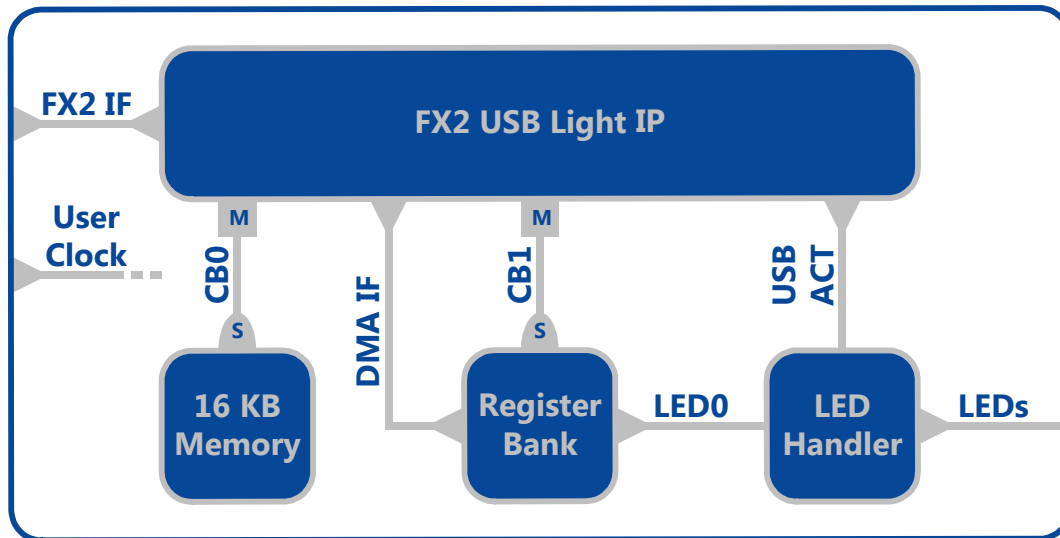 FX2 IF
FX2 USB Light IP
User
Clock
M
M
CB0
DMA IF
CB1
USB
ACT
S
S
16 KB
Memory
Register
Bank
LED0
LED
Handler
LEDs